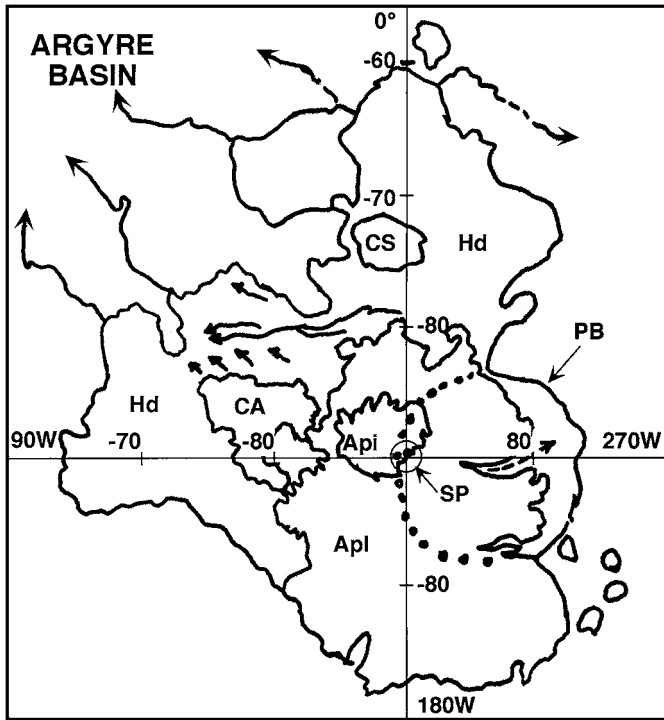 0°
-60
ARGYRE
BASIN
-70
CS
Hd
-80
PB
Hd
CA
90W
-70
-80
Api
80
270W
SP
Apl
-80
180W